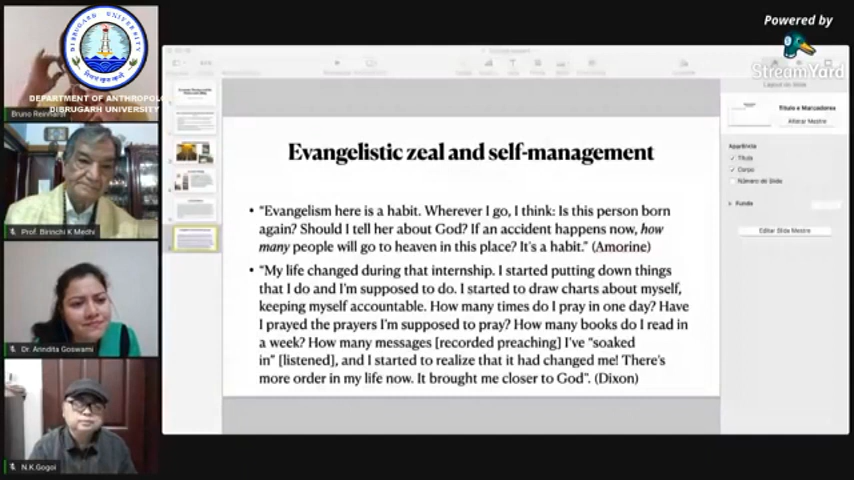 Powered by
StreamYard
DIBRUGARH UNIVERSITY
DEPARTMENT OF ANTHROPOLO
DIBRUGARH UNIVERSITY
Bruno Reinhardt
Prof. Birinchi K Medhi
Dr. Arindita Goswami
N.K.Gogoi
Evangelistic zeal and self-management
• “Evangelism here is a habit. Wherever I go, I think: Is this person born
again? Should I tell her about God? If an accident happens now, how
many people will go to heaven in this place? It's a habit.” (Amorine)
• “My life changed during that internship. I started putting down things
that I do and I'm supposed to do. I started to draw charts about myself,
keeping myself accountable. How many times do I pray in one day? Have
I prayed the prayers I'm supposed to pray? How many books do I read in
a week? How many messages [recorded preaching] I've “soaked
in” [listened], and I started to realize that it had changed me! There's
more order in my life now. It brought me closer to God”. (Dixon)
Título e Marcadores
Alterar Mestre
Aparência
Título
Corpo
Número do Slide
Fundo
Editar Slide Mestre